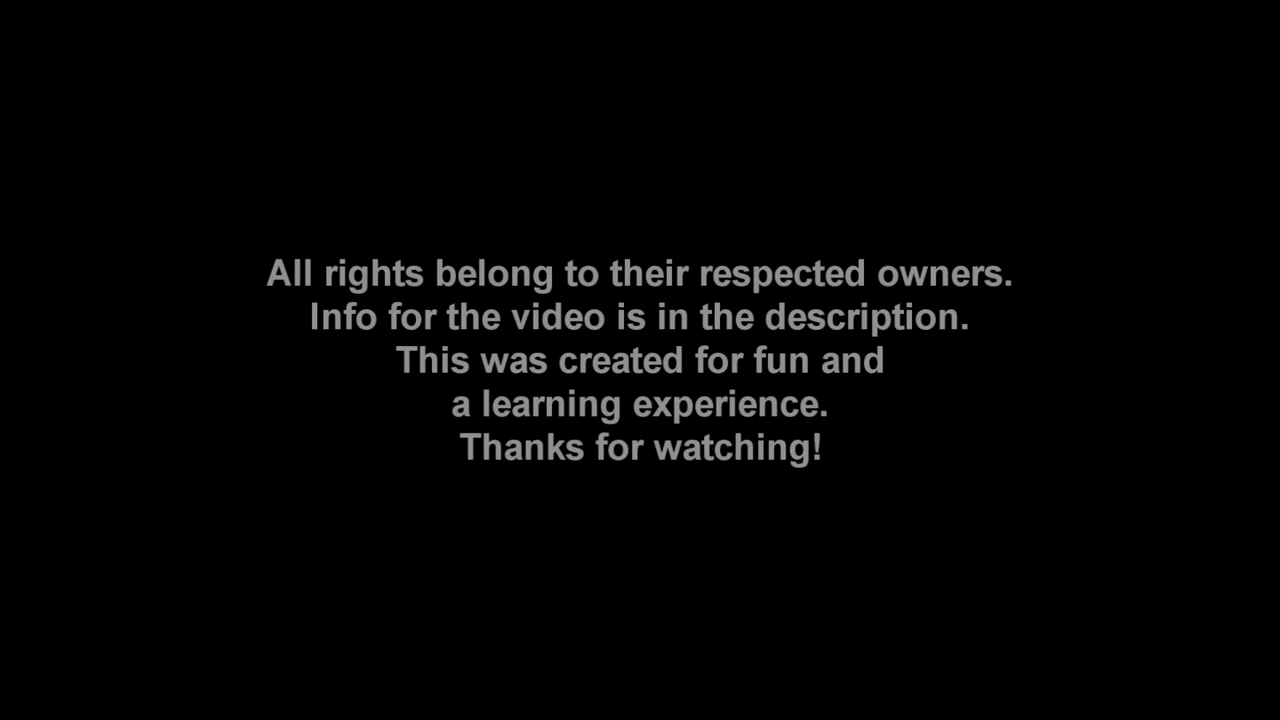 All rights belong to their respected owners.
Info for the video is in the description.
This was created for fun and
a learning experience.
Thanks for watching!